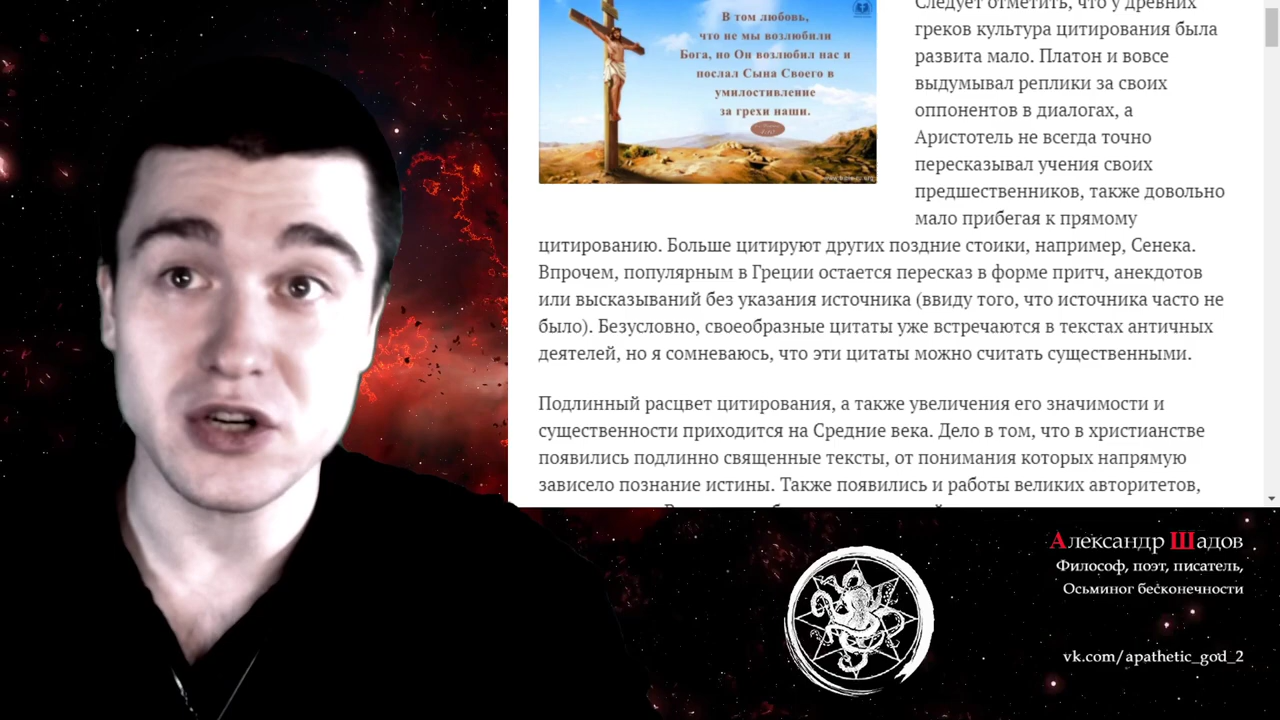 В том любовь,
что не мы возлюбили
Бога, но Он возлюбил нас и
послал Сына Своего в
умилостивление
за грехи наши.
Следует отметить, что у древних
греков культура цитирования была
развита мало. Платон и вовсе
выдумывал реплики за своих
оппонентов в диалогах, а
Аристотель не всегда точно
пересказывал учения своих
предшественников, также довольно
мало прибегая к прямому
цитированию. Больше цитируют других поздние стоики, например, Сенека.
Впрочем, популярным в Греции остается пересказ в форме притч, анекдотов
или высказываний без указания источника (ввиду того, что источника часто не
было). Безусловно, своеобразные цитаты уже встречаются в текстах античных
деятелей, но я сомневаюсь, что эти цитаты можно считать существенными.
Подлинный расцвет цитирования, а также увеличения его значимости и
существенности приходится на Средние века. Дело в том, что в христианстве
появились подлинно священные тексты, от понимания которых напрямую
зависело познание истины. Также появились и работы великих авторитетов,
Александр Шадов
Философ, поэт, писатель,
Осьминог бесконечности
vk.com/apathetic_god_2